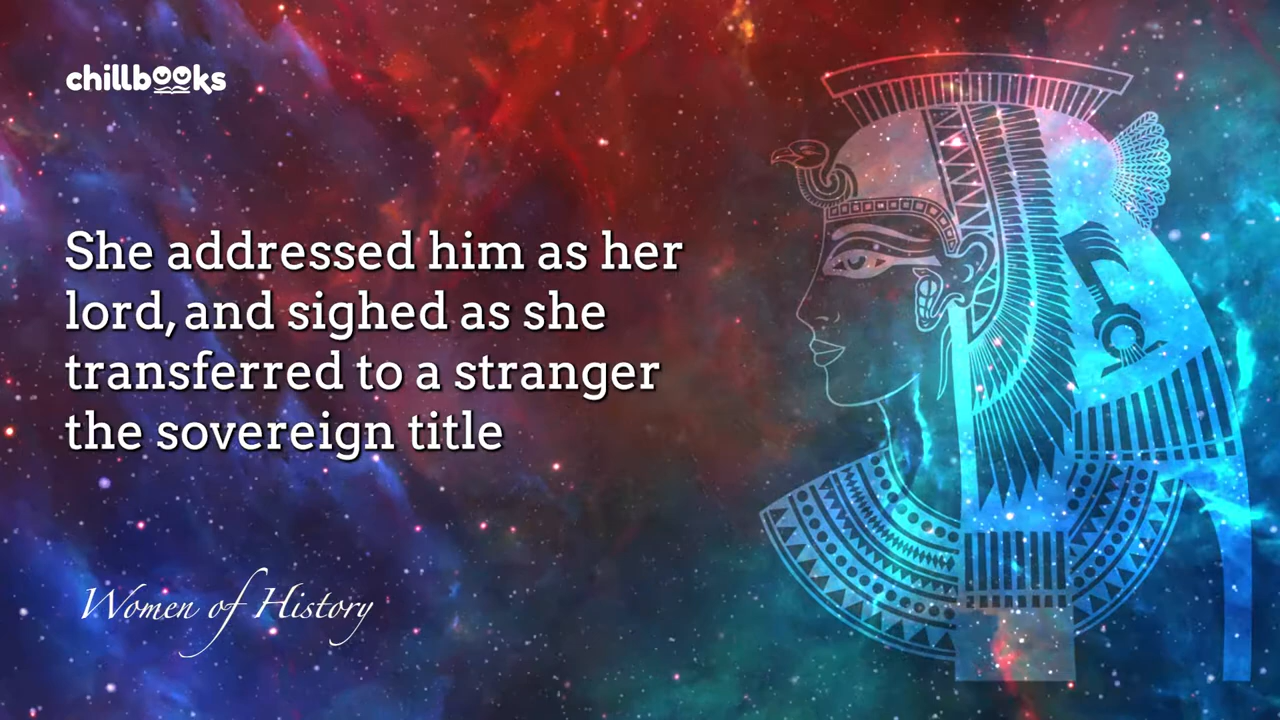 chillbooks
She addressed him as her
lord, and sighed as she
transferred to a stranger
the sovereign title
Women of History